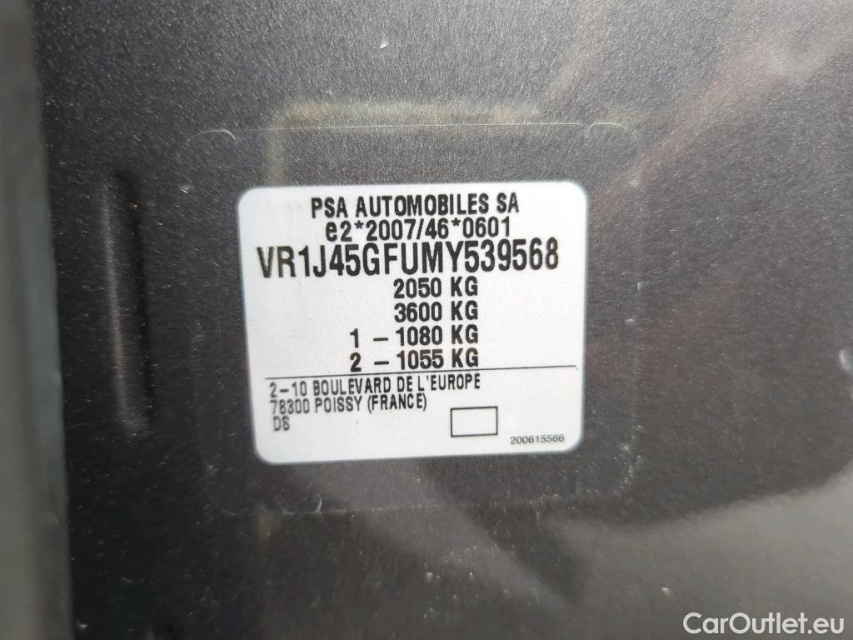 PSA AUTOMOBILES SA
e2*2007/46*0601
VR1J45GFUMY539568
2050 KG
3600 KG
1 - 1080 KG
2 - 1055 KG
2-10 BOULEVARD DE L'EUROPE
78300 POISSY (FRANCE)
DS
200615566
CarOutlet.eu